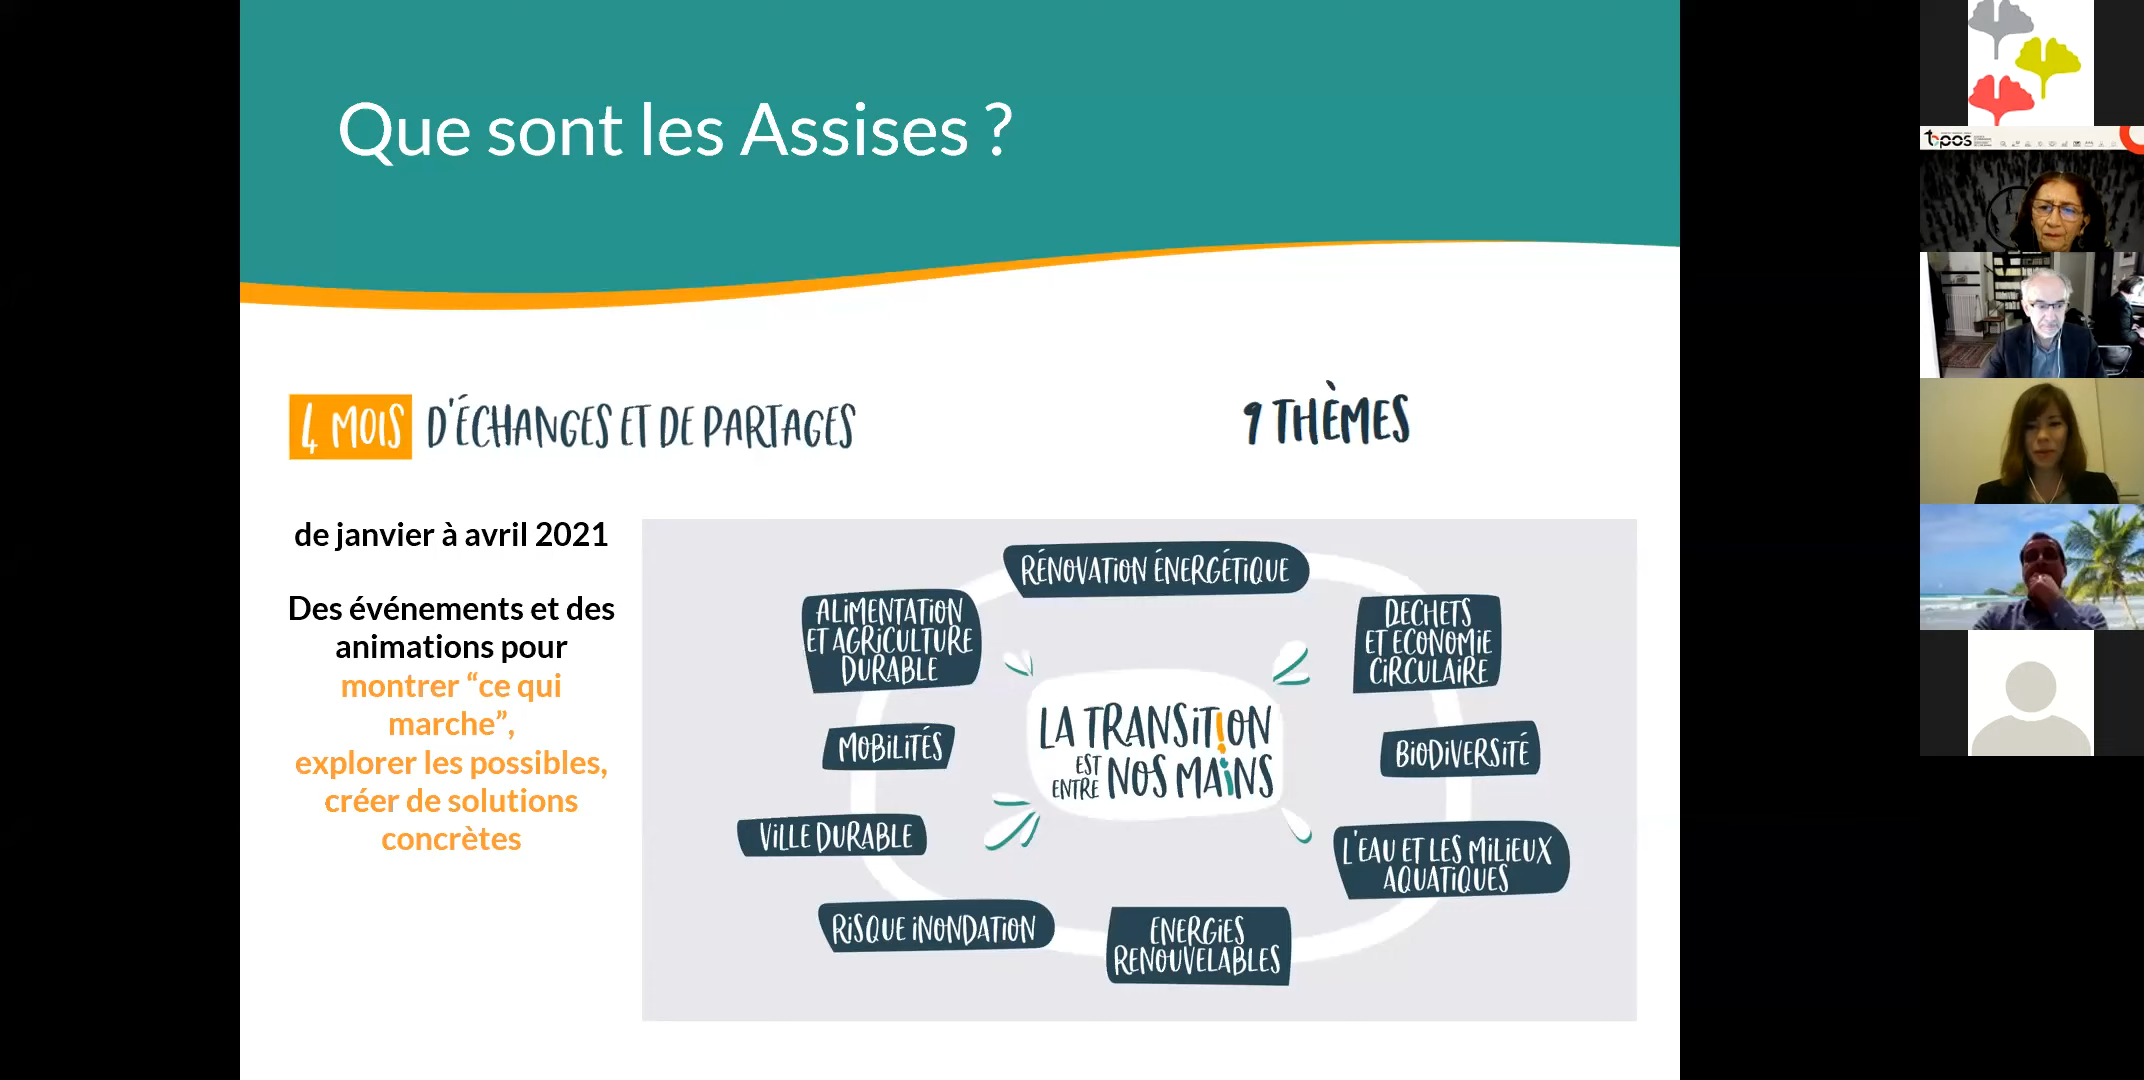 Que sont les Assises ?
4 MOIS D'ÉCHANGES ET DE PARTAGES
9 THÈMES
de janvier à avril 2021
Des événements et des
animations pour
montrer “ce qui
marche”,
explorer les possibles,
créer de solutions
concrètes
RÉNOVATION ÉNERGÉTIQUE
ALIMENTATION
ET AGRICULTURE
DURABLE
DECHETS
ET ECONOMIE
CIRCULAIRE
MOBILITÉS
LA TRANSITION
EST
ENTRE NOS MAINS
BIODIVERSITÉ
VILLE DURABLE
L'EAU ET LES MILIEUX
AQUATIQUES
RISQUE INONDATION
ENERGIES
RENOUVELABLES
topos